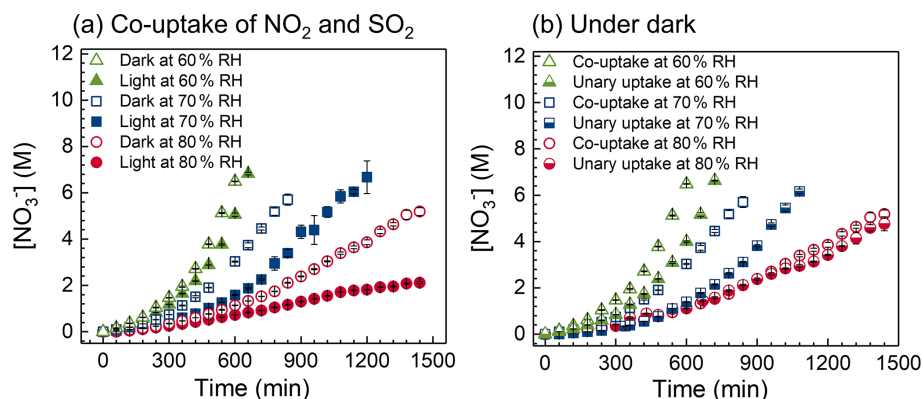 (a) Co-uptake of NO₂ and SO₂
12
10
8
6
4
2
0
[NO₃⁻] (M)
Dark at 60% RH
Light at 60% RH
Dark at 70% RH
Light at 70% RH
Dark at 80% RH
Light at 80% RH
0 300 600 900 1200 1500
Time (min)
(b) Under dark
12
10
8
6
4
2
0
[NO₃⁻] (M)
Co-uptake at 60% RH
Unary uptake at 60% RH
Co-uptake at 70% RH
Unary uptake at 70% RH
Co-uptake at 80% RH
Unary uptake at 80% RH
0 300 600 900 1200 1500
Time (min)